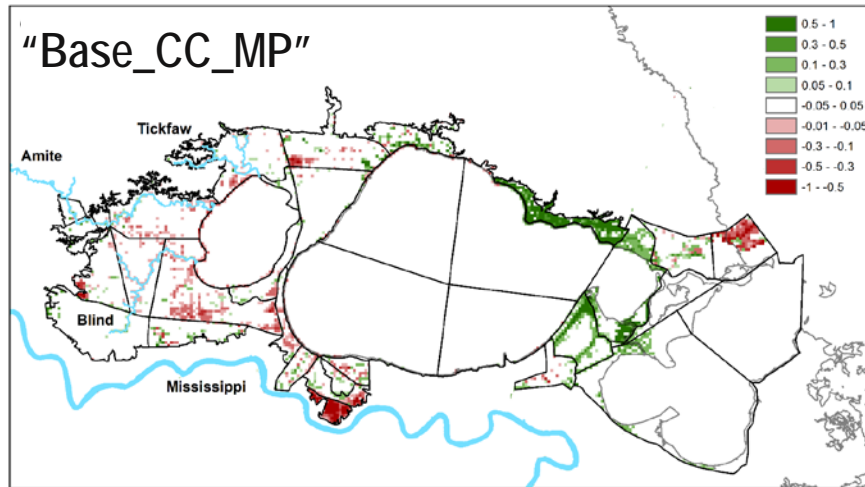 “Base_CC_MP”
0.5 - 1
0.3 - 0.5
0.1 - 0.3
0.05 - 0.1
-0.05 - 0.05
-0.01 - -0.05
-0.3 - -0.1
-0.5 - -0.3
-1 - -0.5
Tickfaw
Amite
Blind
Mississippi